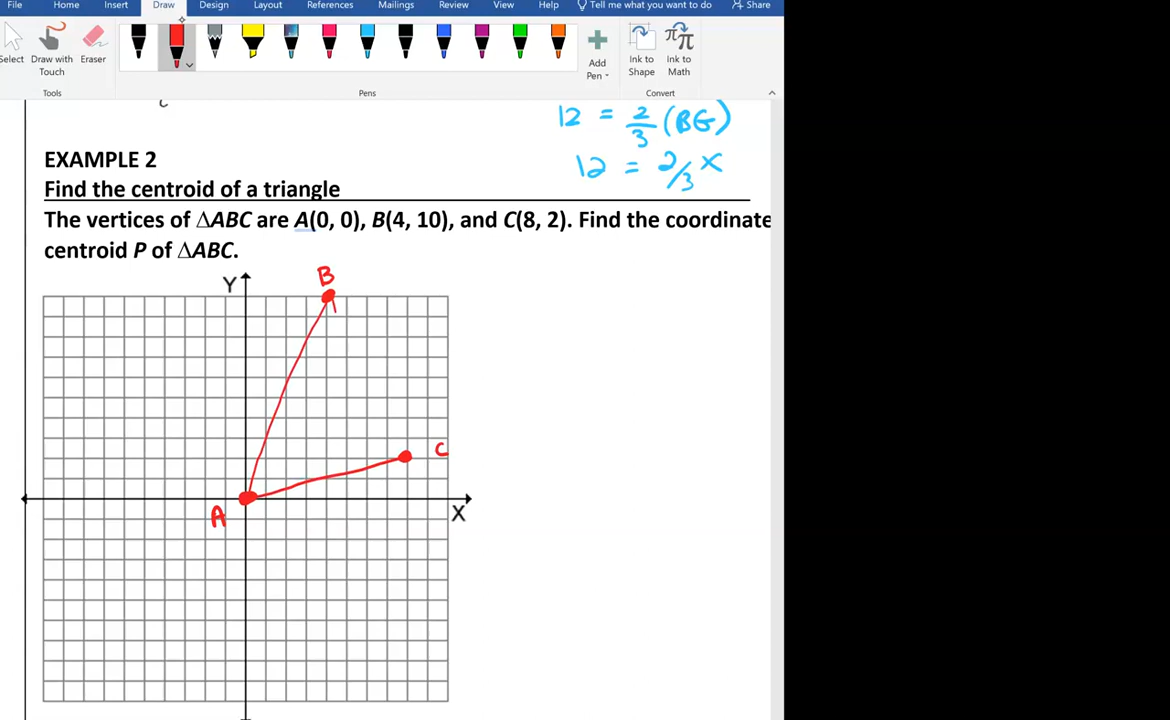 File Home Insert Draw Design Layout References Mailings Review View Help Tell me what you want to do Share
Select Draw with Touch Eraser Add Pen Ink to Shape Ink to Math
Tools Pens Convert
12 = 2/3 (BG)
EXAMPLE 2
12 = 2/3 x
Find the centroid of a triangle
The vertices of ∆ABC are A(0, 0), B(4, 10), and C(8, 2). Find the coordinate
centroid P of ∆ABC.
B
Y
C
A
X